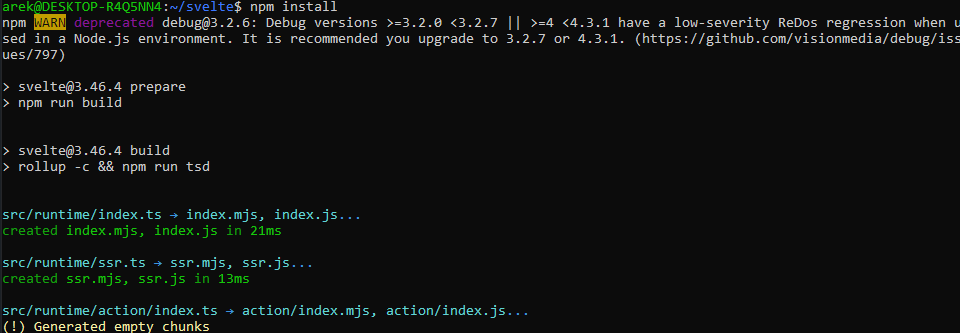 arek@DESKTOP-R4Q5NN4:~/svelte$ npm install
npm WARN deprecated debug@3.2.6: Debug versions >=3.2.0 <3.2.7 || >=4 <4.3.1 have a low-severity ReDos regression when u
sed in a Node.js environment. It is recommended you upgrade to 3.2.7 or 4.3.1. (https://github.com/visionmedia/debug/iss
ues/797)
> svelte@3.46.4 prepare
> npm run build
> svelte@3.46.4 build
> rollup -c && npm run tsd
src/runtime/index.ts → index.mjs, index.js...
created index.mjs, index.js in 21ms
src/runtime/ssr.ts → ssr.mjs, ssr.js...
created ssr.mjs, ssr.js in 13ms
src/runtime/action/index.ts → action/index.mjs, action/index.js...
(!) Generated empty chunks